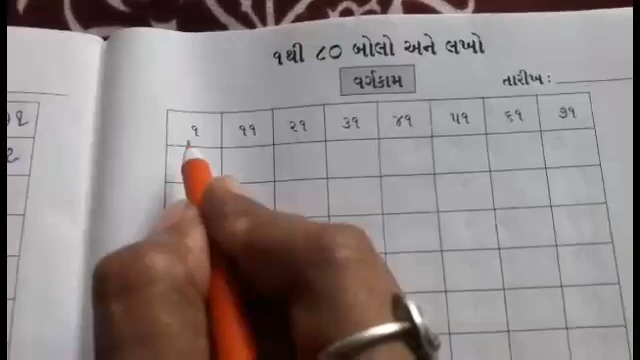 ૧થી ૮૦ બોલો અને લખો
વર્ગકામ
તારીખ:
૧ ૧૧ ૨૧ ૩૧ ૪૧ ૫૧ ૬૧ ૭૧